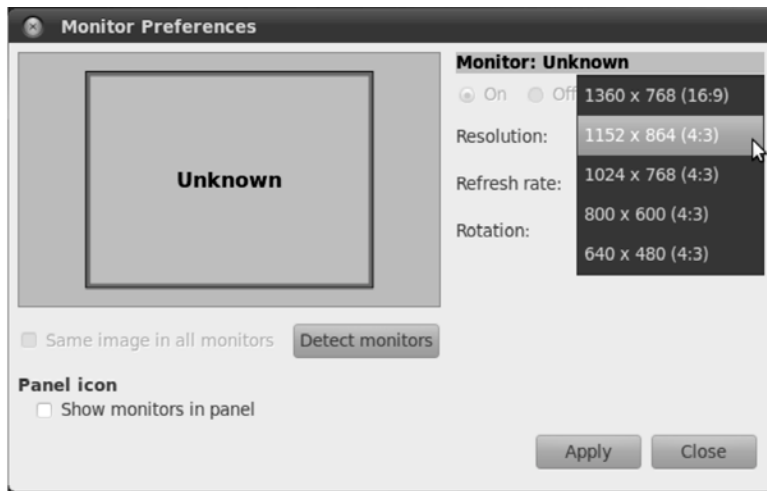 Monitor Preferences
Unknown
Monitor: Unknown
On Off
Resolution:
Refresh rate:
Rotation:
1360 x 768 (16:9)
1152 x 864 (4:3)
1024 x 768 (4:3)
800 x 600 (4:3)
640 x 480 (4:3)
Same image in all monitors
Detect monitors
Panel icon
Show monitors in panel
Apply
Close